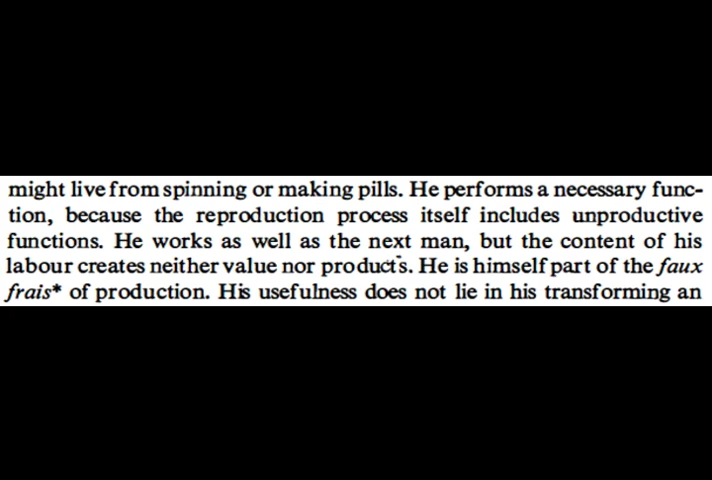 might live from spinning or making pills. He performs a necessary func-
tion, because the reproduction process itself includes unproductive
functions. He works as well as the next man, but the content of his
labour creates neither value nor products. He is himself part of the faux
frais* of production. His usefulness does not lie in his transforming an